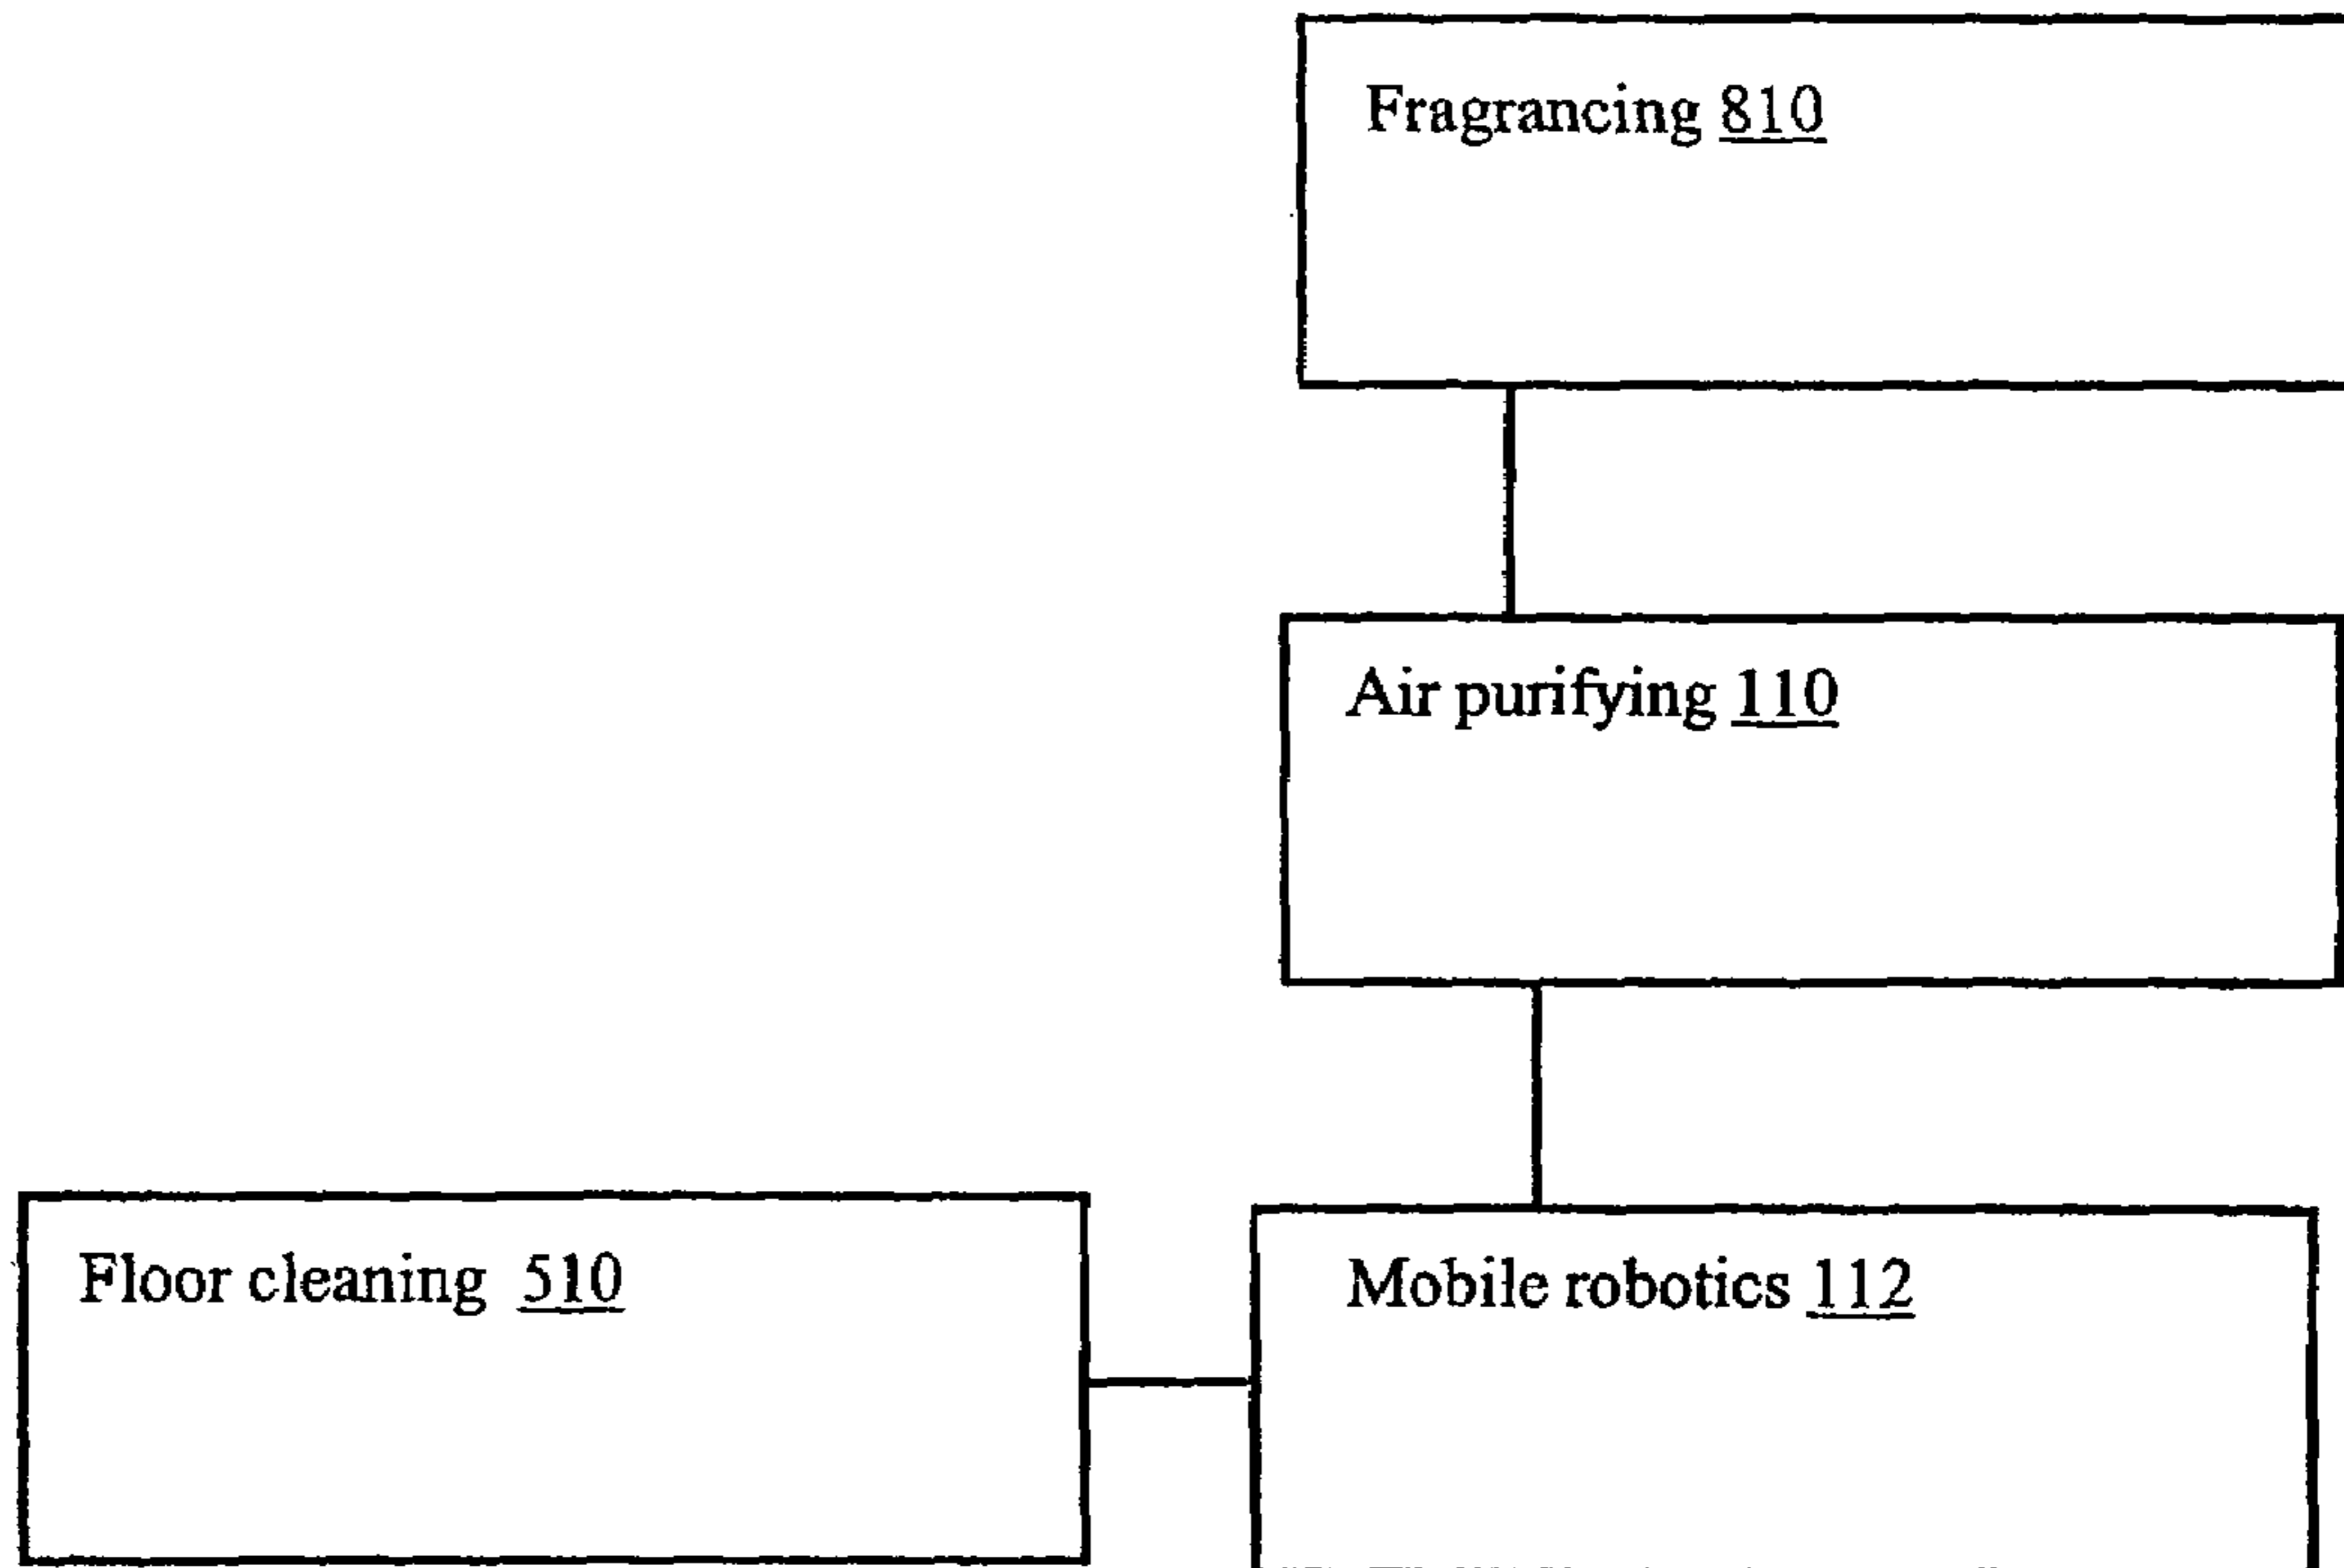 Fragrancing 810
Air purifying 110
Floor cleaning 510
Mobile robotics 112